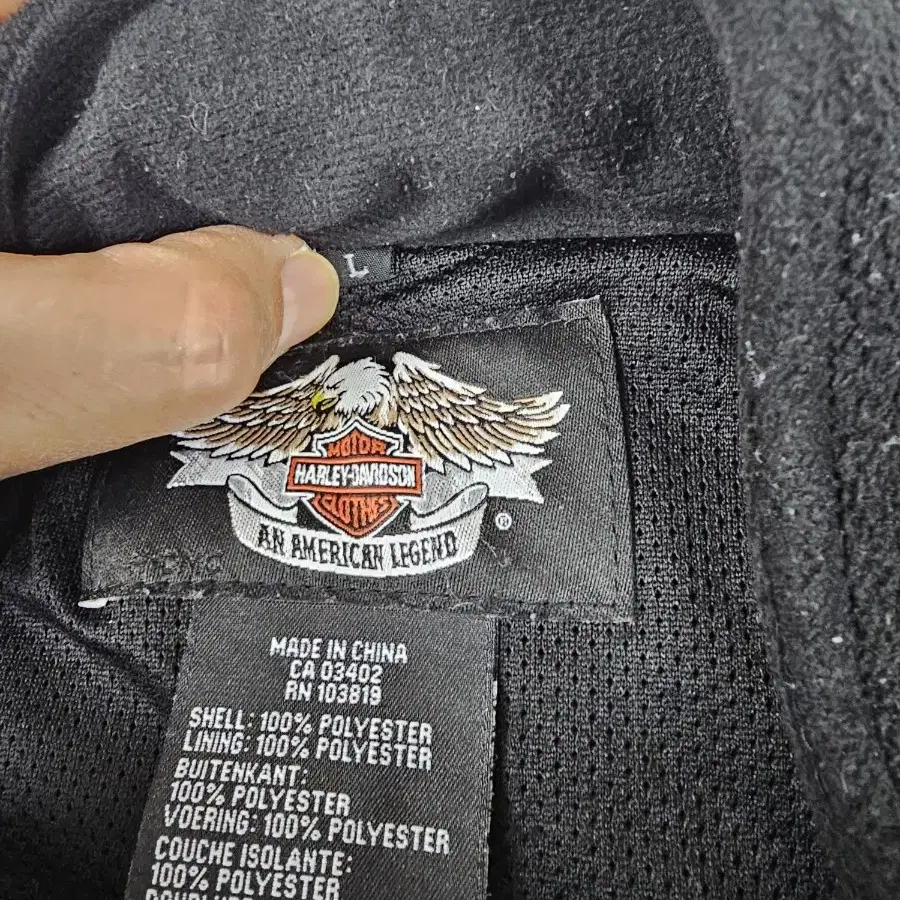 L
MOTOR
HARLEY-DAVIDSON
CLOTHES
AN AMERICAN LEGEND
®
MADE IN CHINA
CA 03402
RN 103819
SHELL: 100% POLYESTER
LINING: 100% POLYESTER
BUITENKANT:
100% POLYESTER
VOERING: 100% POLYESTER
COUCHE ISOLANTE:
100% POLYESTER